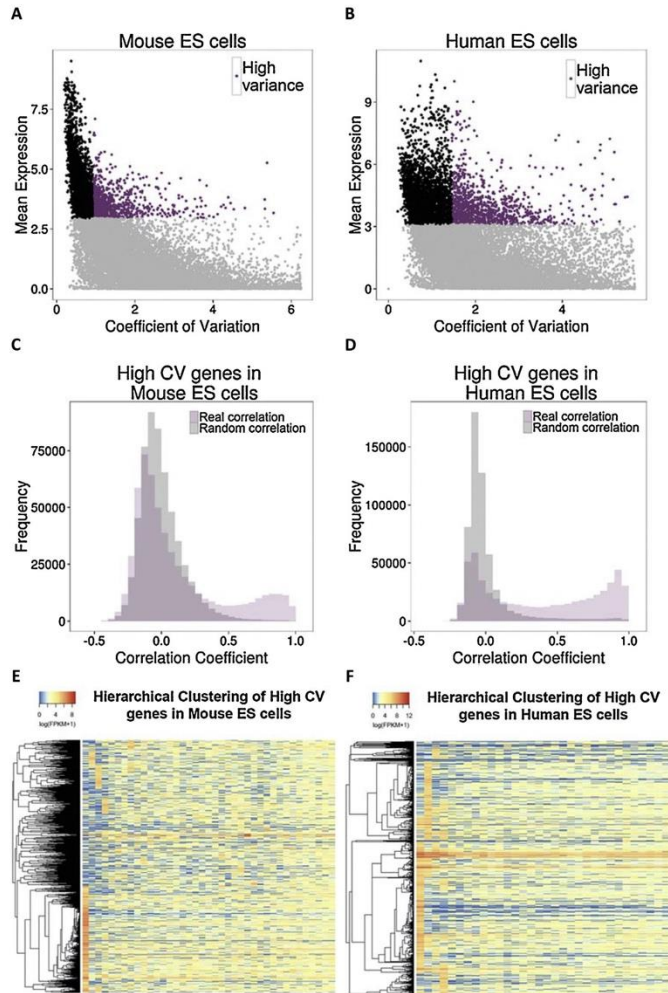 A
Mouse ES cells
High
variance
Mean Expression
7.5
5.0
2.5
0.0
0
2
4
6
Coefficient of Variation
B
Human ES cells
High
variance
Mean Expression
9
6
3
0
0
2
4
Coefficient of Variation
C
High CV genes in
Mouse ES cells
Real correlation
Random correlation
Frequency
75000
50000
25000
0
-0.5
0.0
0.5
1.0
Correlation Coefficient
D
High CV genes in
Human ES cells
Real correlation
Random correlation
Frequency
150000
100000
50000
0
-0.5
0.0
0.5
1.0
Correlation Coefficient
E
0 4 8
log(FPKM+1)
Hierarchical Clustering of High CV
genes in Mouse ES cells
F
0 4 8 12
log(FPKM+1)
Hierarchical Clustering of High CV
genes in Human ES cells